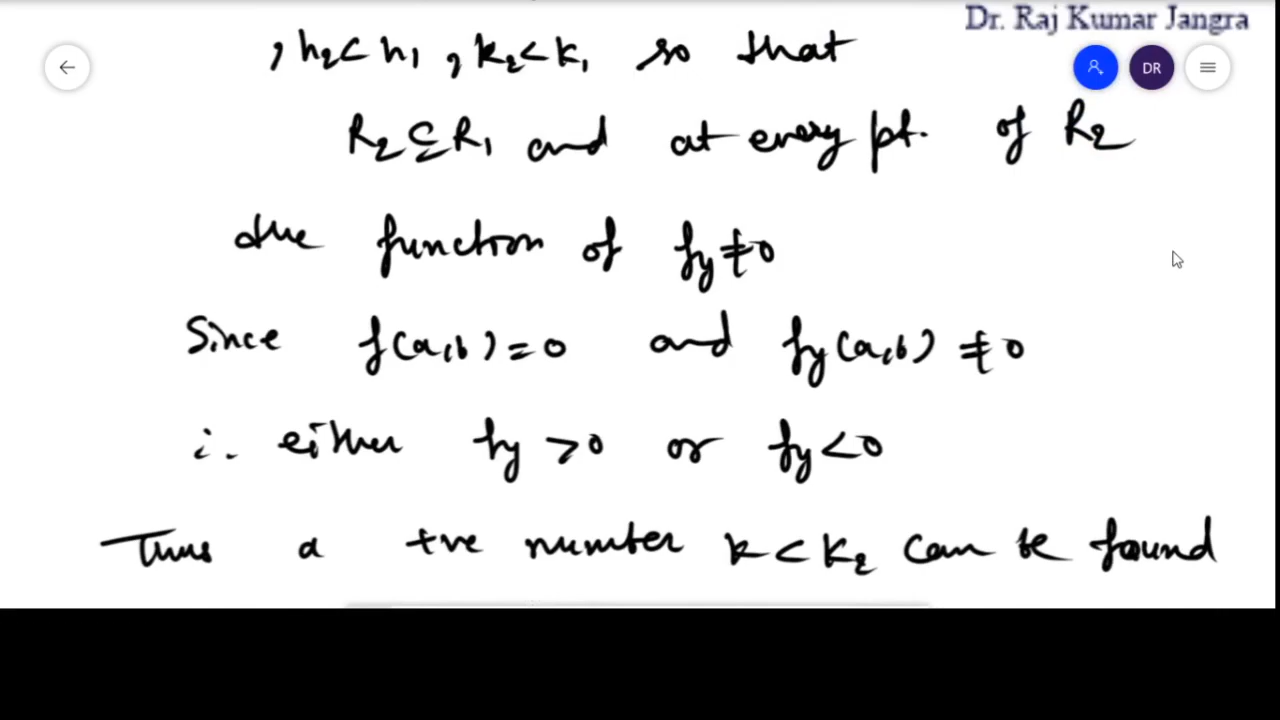 Dr. Raj Kumar Jangra
, h₂ < h₁ , k₂ < k₁ so that
DR
R₂ ⊆ R₁ and at every pt. of R₂
the function of fy ≠ 0
Since f(a,b) = 0 and fy(a,b) ≠ 0
∴ either fy > 0 or fy < 0
Thus a +ve number k < k₂ can be found